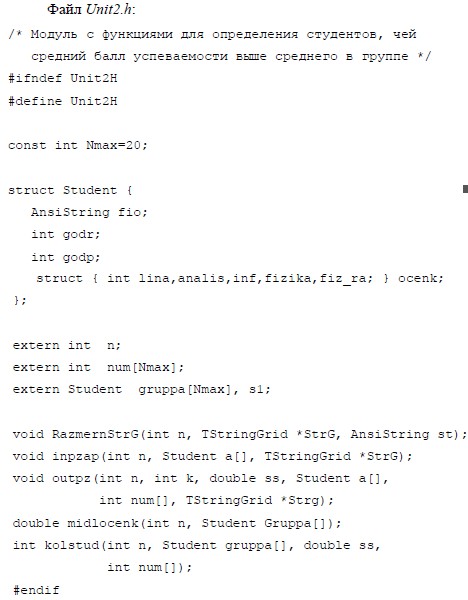 Файл Unit2.h:
/* Модуль с функциями для определения студентов, чей
средний балл успеваемости выше среднего в группе */
#ifndef Unit2H
#define Unit2H
const int Nmax=20;
struct Student {
AnsiString fio;
int godr;
int godp;
struct { int lina,analis,inf,fizika,fiz_ra; } ocenk;
};
extern int n;
extern int num[Nmax];
extern Student gruppa[Nmax], s1;
void RazmernStrG(int n, TStringGrid *StrG, AnsiString st);
void inpzap(int n, Student a[], TStringGrid *StrG);
void outpz(int n, int k, double ss, Student a[],
int num[], TStringGrid *Strg);
double midlocenk(int n, Student Gruppa[]);
int kolstud(int n, Student gruppa[], double ss,
int num[]);
#endif